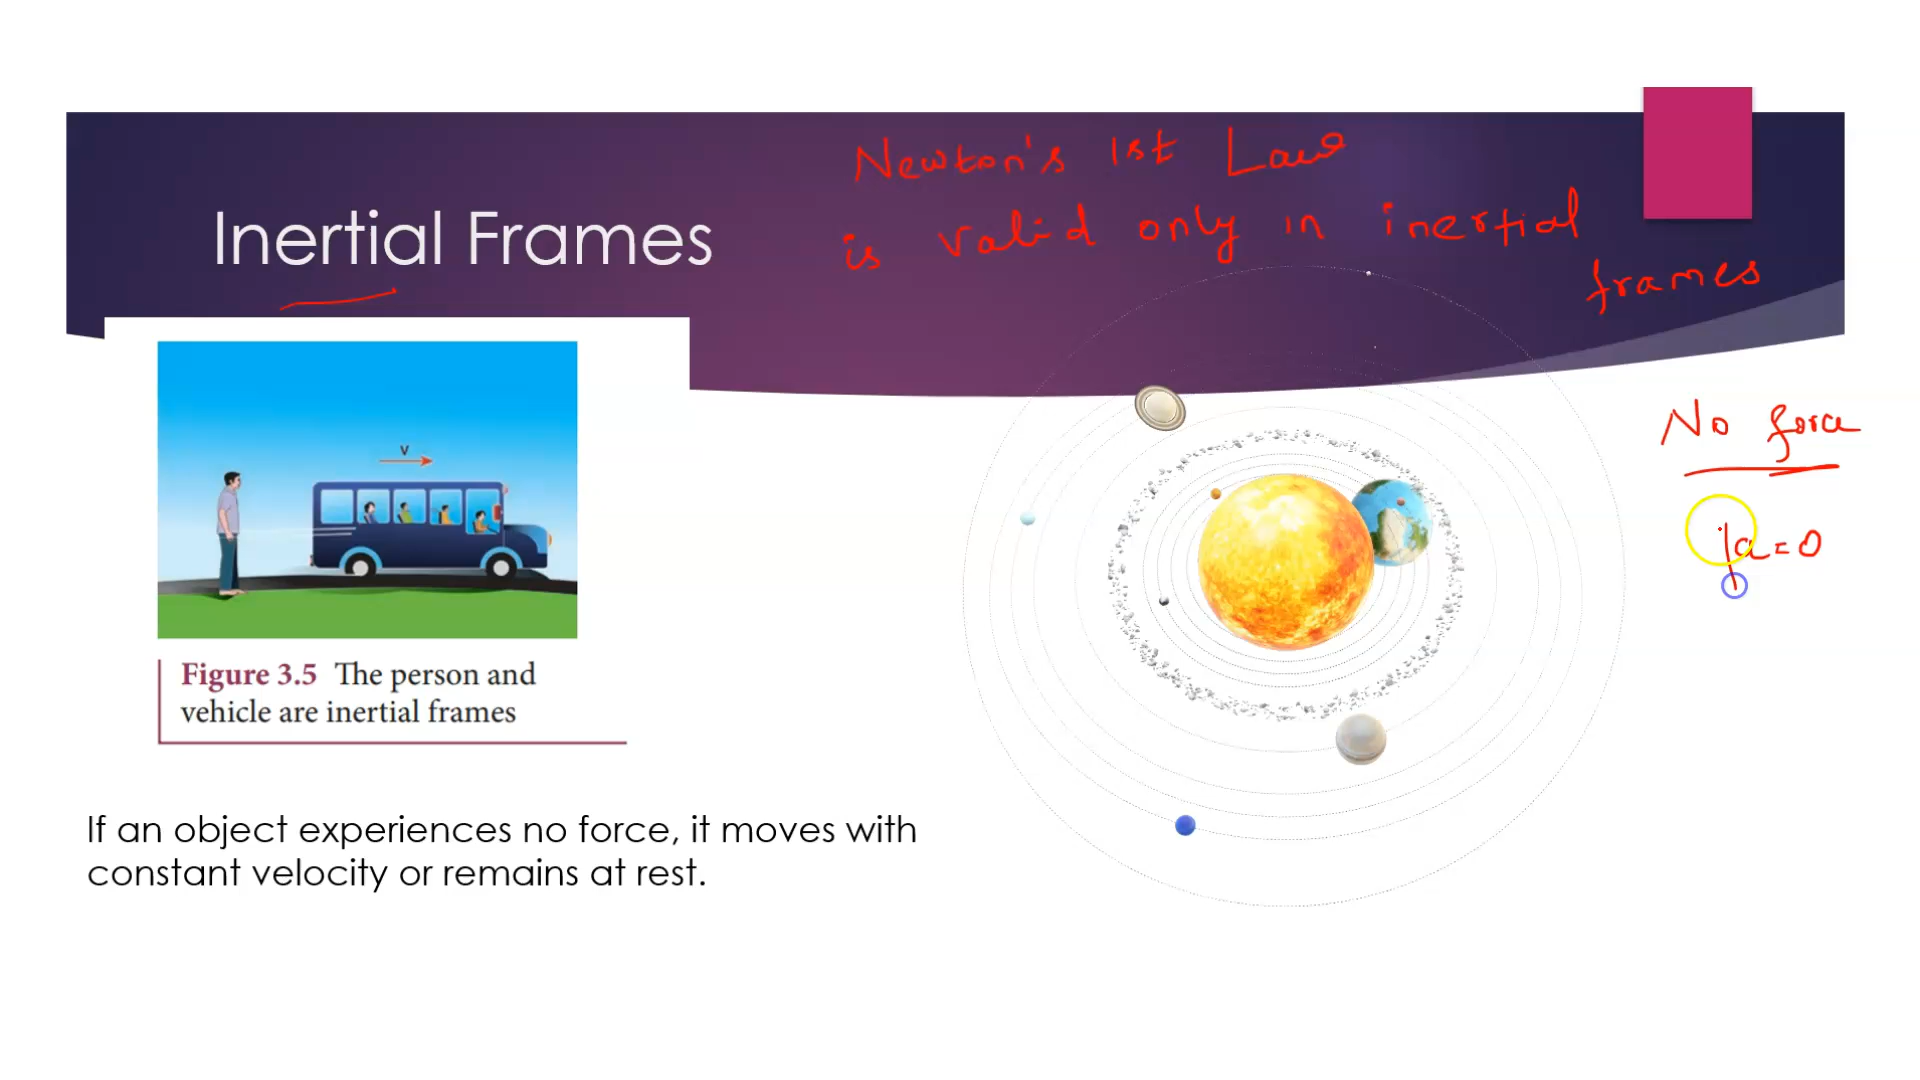 Newton's 1st Law
is valid only in inertial
frames
Inertial Frames
No force
a=0
v
Figure 3.5 The person and
vehicle are inertial frames
If an object experiences no force, it moves with
constant velocity or remains at rest.